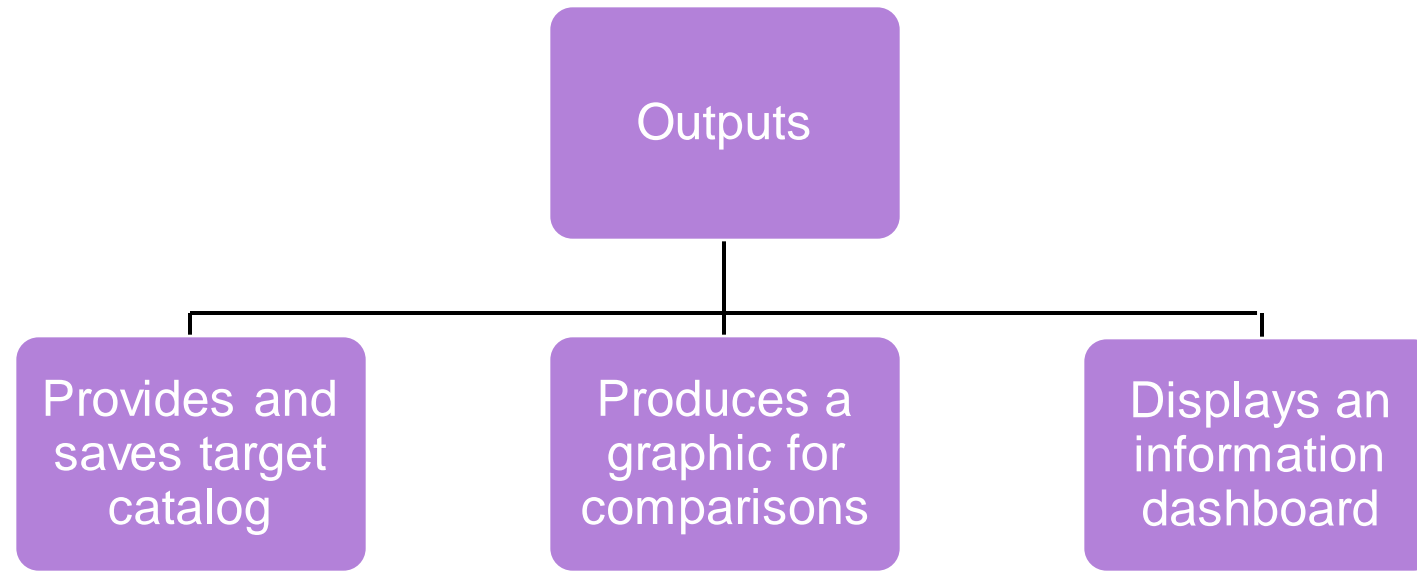 Outputs
Provides and
saves target
catalog
Produces a
graphic for
comparisons
Displays an
information
dashboard